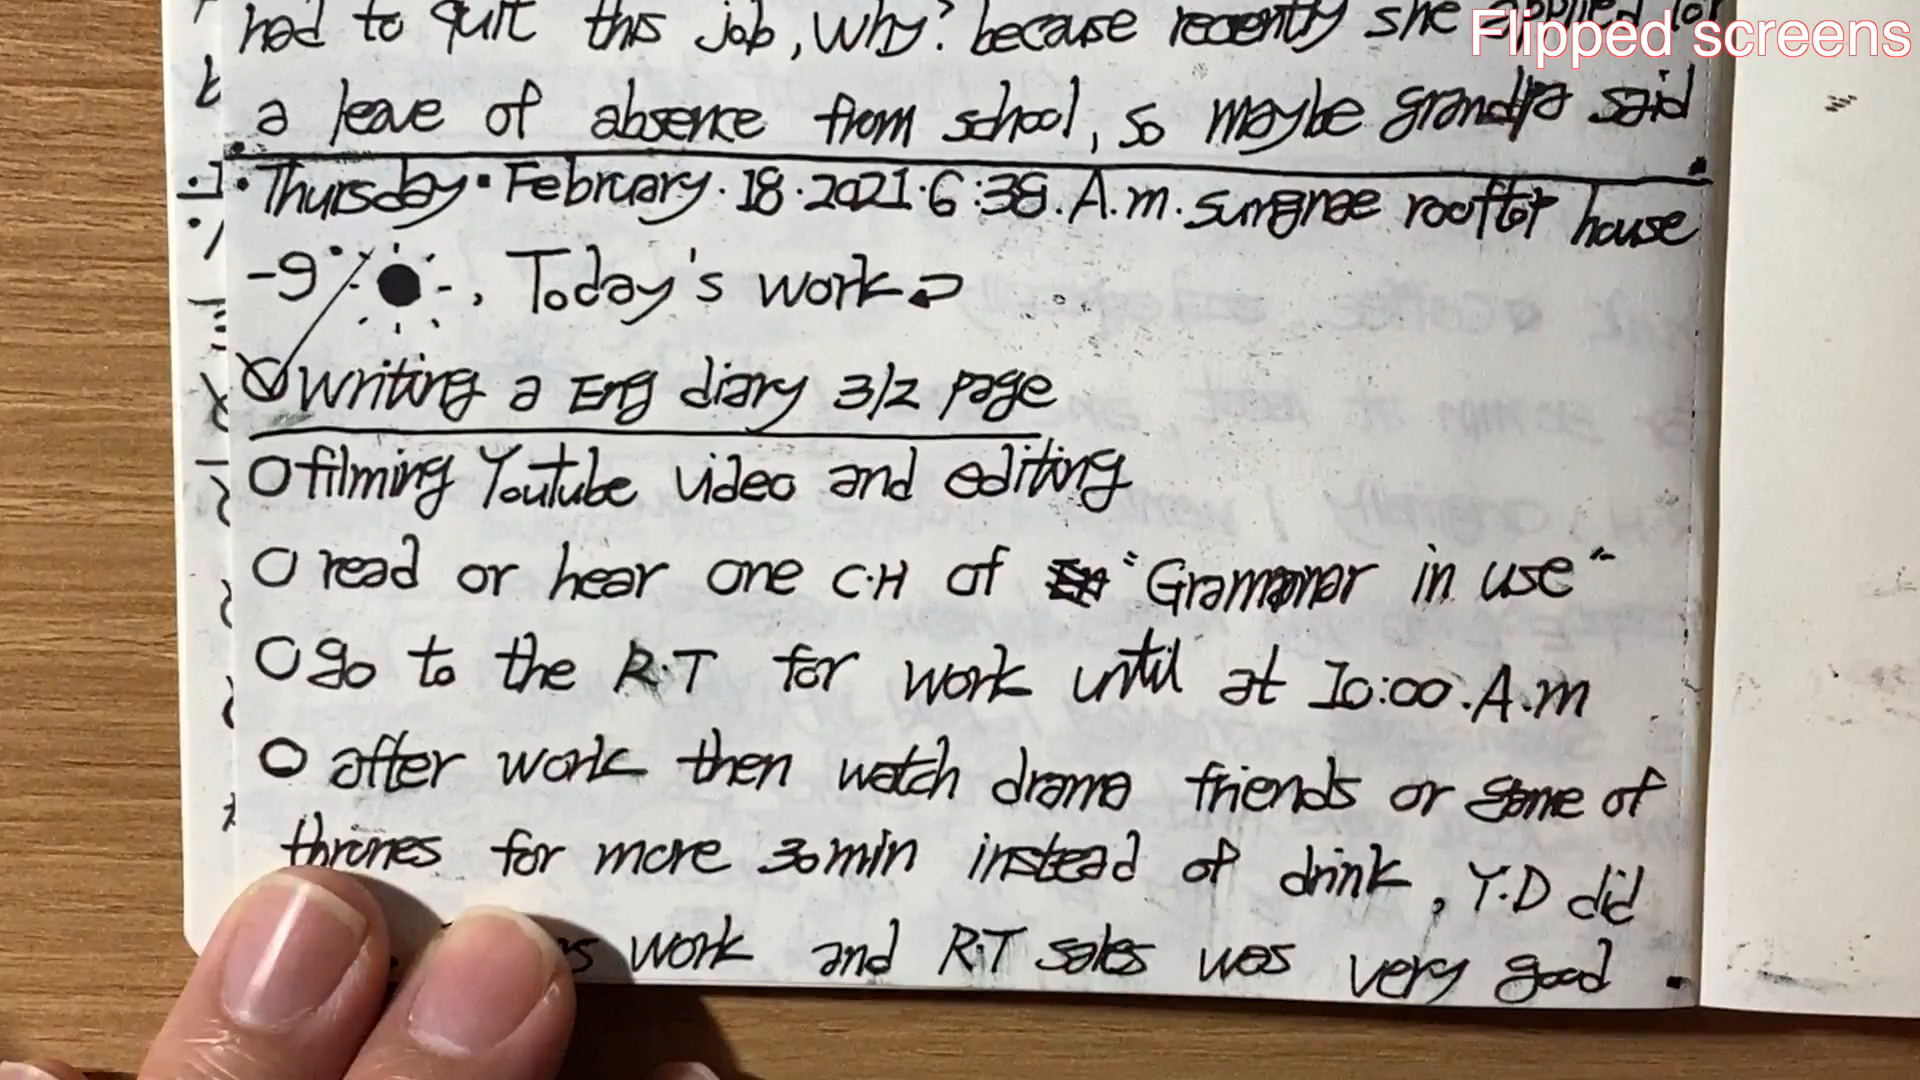 Flipped screens
had to quit this job, Why? because recently she applied for
a leave of absence from school, so maybe grandpa said
Thursday・February・18・2021・6:38.A.m. sungnae rooftop house
-9° , Today's work
Writing a Eng diary 3/2 page
filming Youtube video and editing
read or hear one C.H of "Grammar in use"
go to the R.T for work until at 10:00.A.m
after work then watch drama friends or Game of
thrones for more 30min instead of drink, Y.D did
work and R.T sales was very good